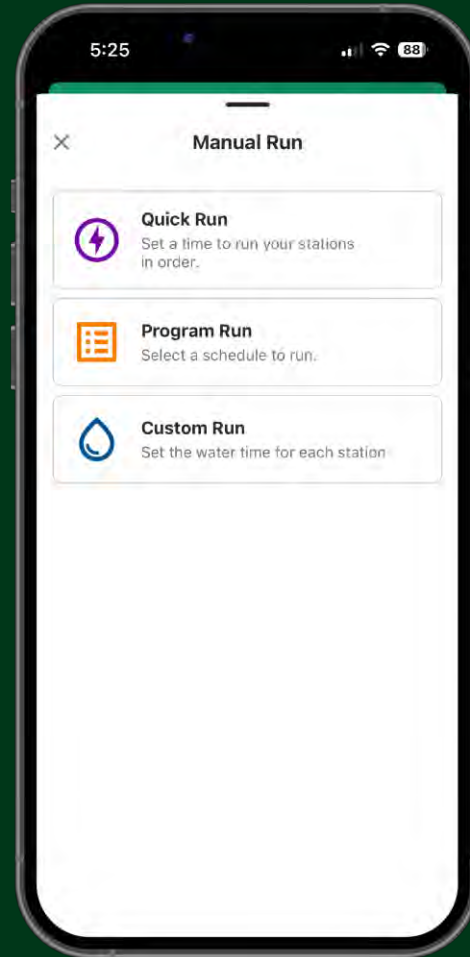 5:25
88
Manual Run
Quick Run
Set a time to run your stations
in order.
Program Run
Select a schedule to run.
Custom Run
Set the water time for each station